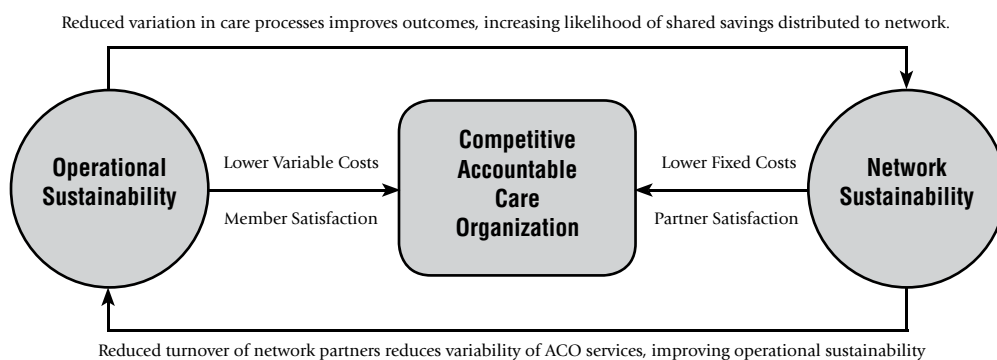 Reduced variation in care processes improves outcomes, increasing likelihood of shared savings distributed to network.
Operational
Sustainability
Lower Variable Costs
Member Satisfaction
Competitive
Accountable
Care
Organization
Lower Fixed Costs
Partner Satisfaction
Network
Sustainability
Reduced turnover of network partners reduces variability of ACO services, improving operational sustainability